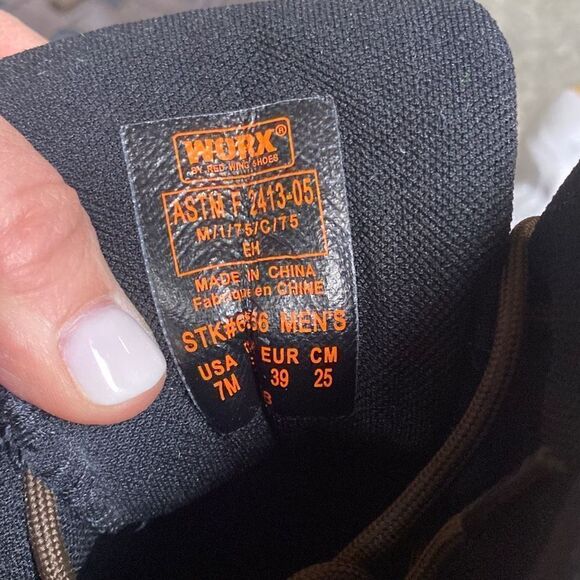 WORX®
BY RED WING SHOES
ASTM F 2413-05
M/I/75/C/75
EH
MADE IN CHINA
Fabriqué en CHINE
MEN'S
USA EUR CM
7M 39 25